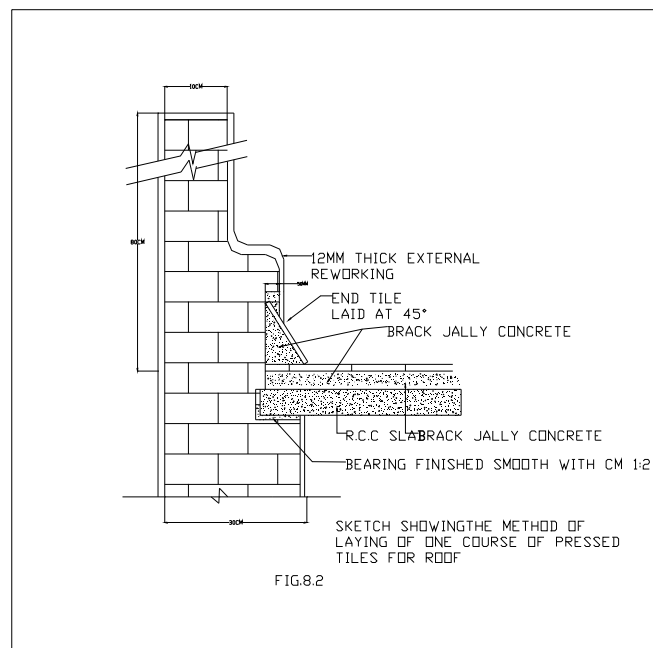 10CM
80CM
12MM THICK EXTERNAL
REWORKING
50MM
END TILE
LAID AT 45°
BRACK JALLY CONCRETE
R.C.C SLAB
BRACK JALLY CONCRETE
BEARING FINISHED SMOOTH WITH CM 1:2
30CM
SKETCH SHOWINGTHE METHOD OF
LAYING OF ONE COURSE OF PRESSED
TILES FOR ROOF
FIG.8.2